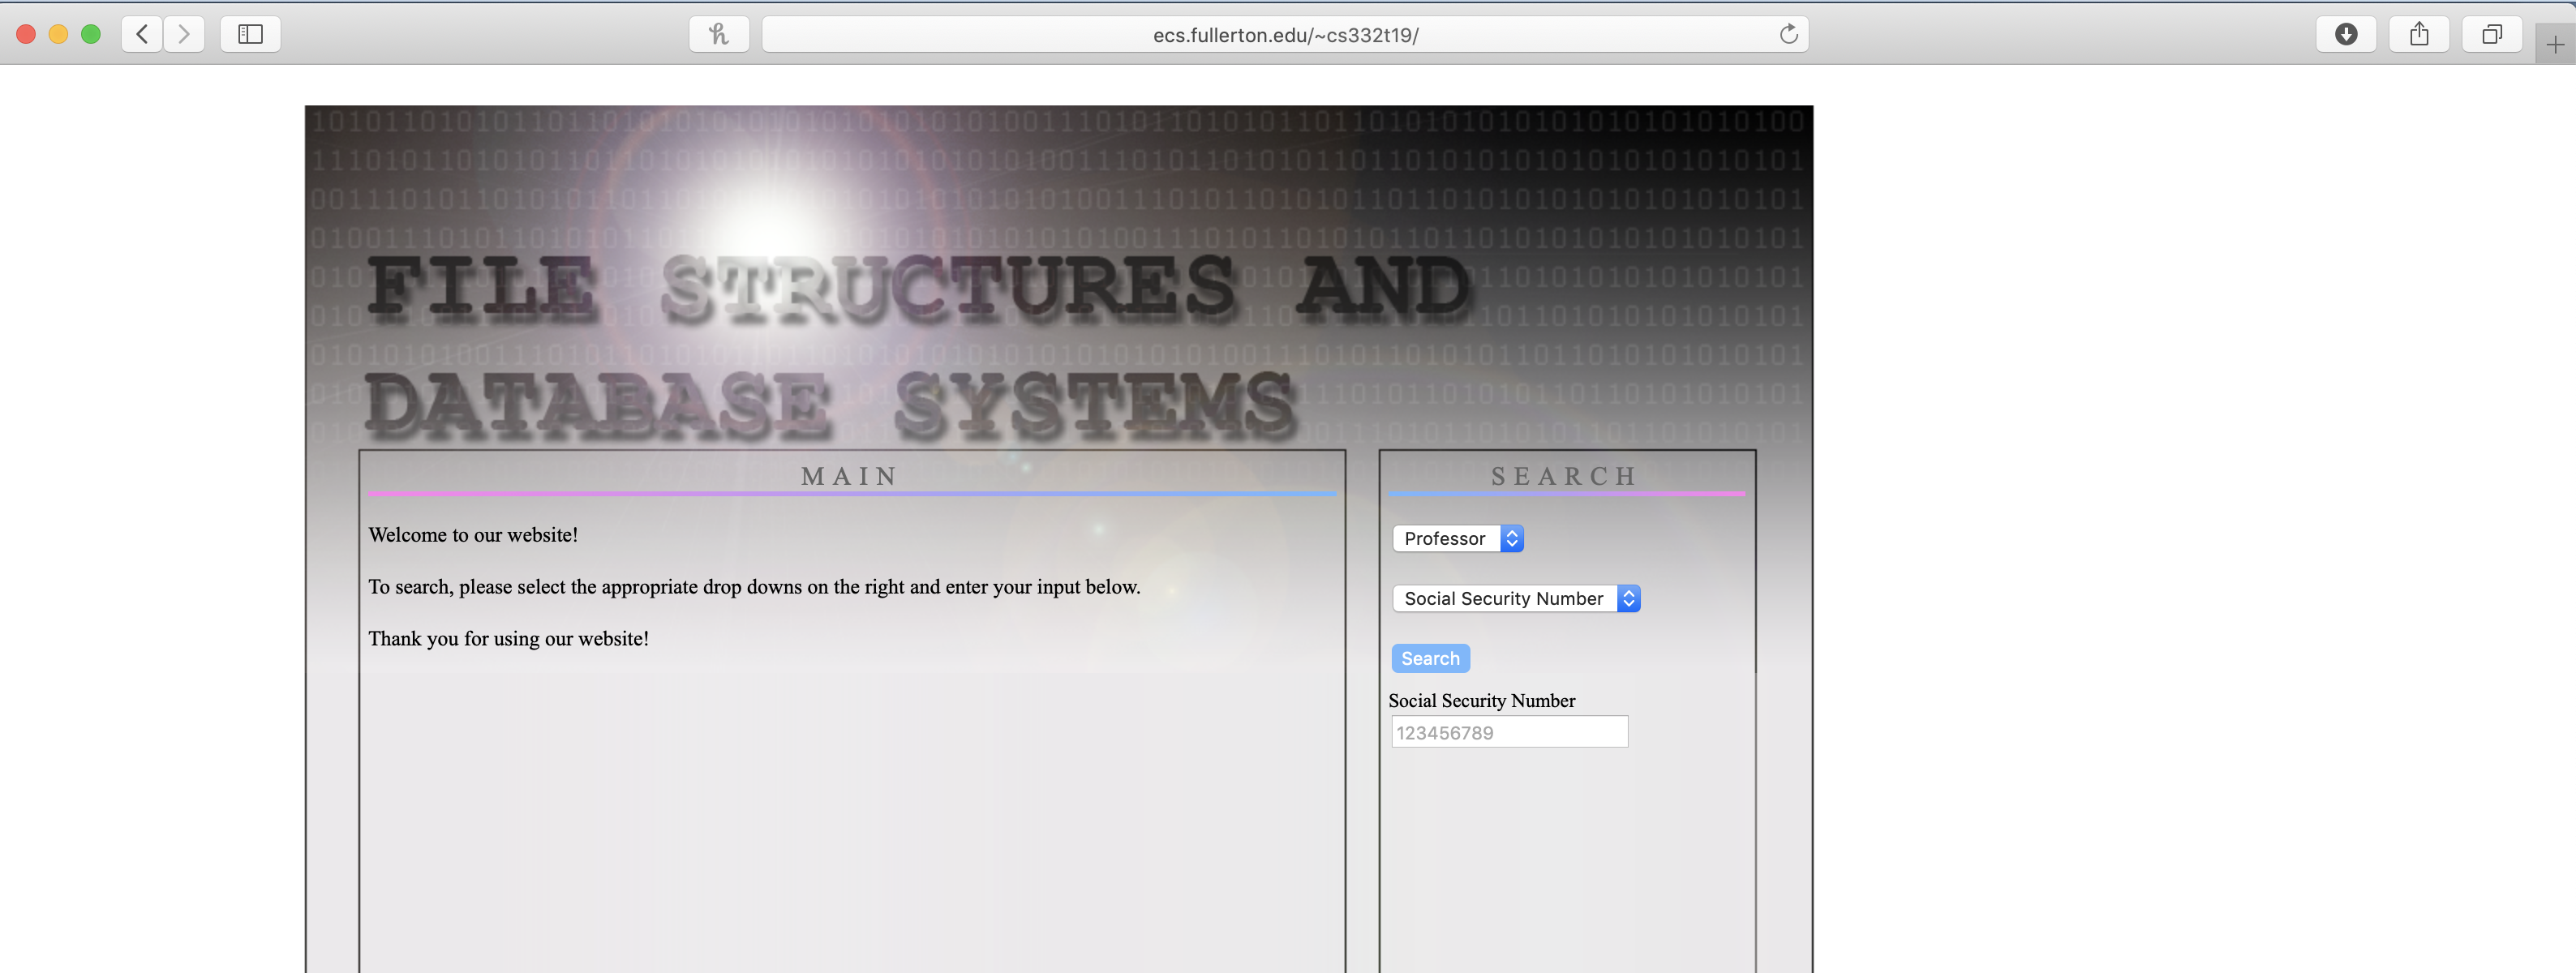 ecs.fullerton.edu/~cs332t19/
FILE STRUCTURES AND
DATABASE SYSTEMS
MAIN
Welcome to our website!
To search, please select the appropriate drop downs on the right and enter your input below.
Thank you for using our website!
SEARCH
Professor
Social Security Number
Search
Social Security Number
123456789